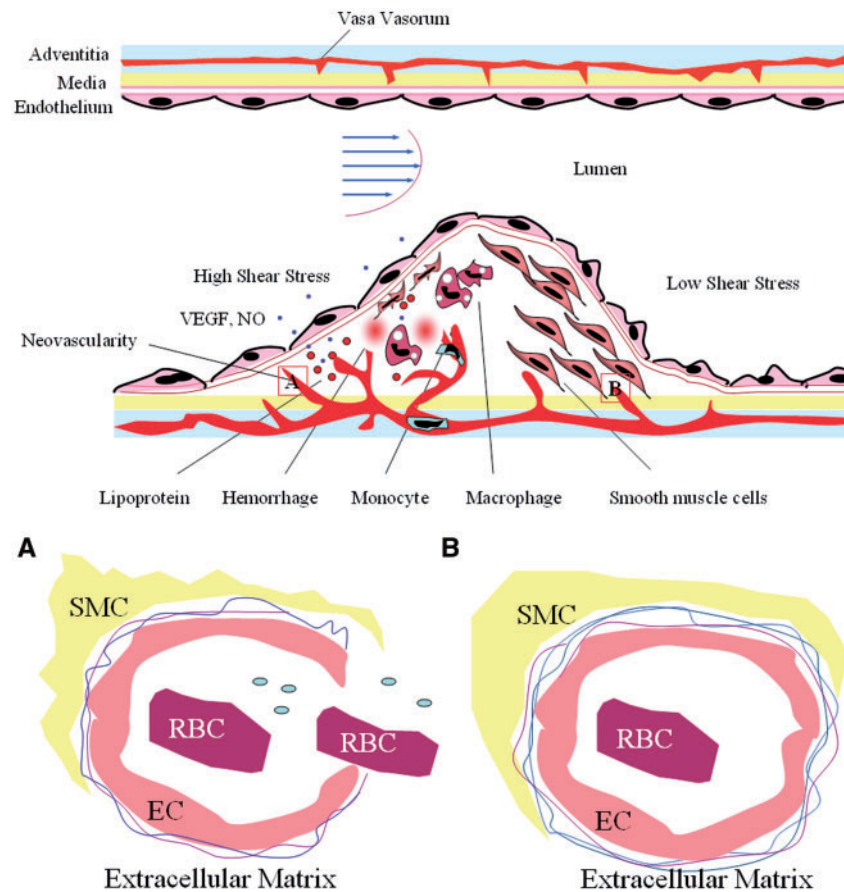 Vasa Vasorum
Adventitia
Media
Endothelium
Lumen
High Shear Stress
Low Shear Stress
VEGF, NO
Neovascularity
A
B
Lipoprotein Hemorrhage Monocyte Macrophage Smooth muscle cells
A B
SMC SMC
RBC RBC RBC
EC EC
Extracellular Matrix Extracellular Matrix